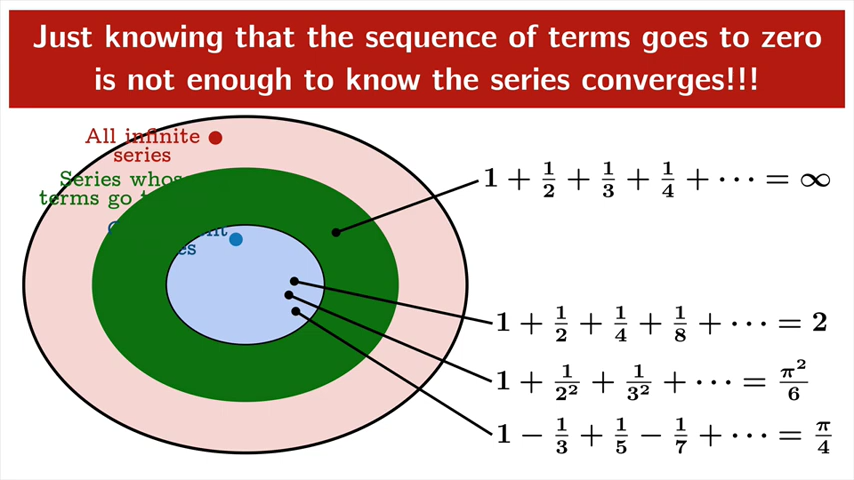 Just knowing that the sequence of terms goes to zero
is not enough to know the series converges!!!
All infinite
series
Series
terms go
1 + 1/2 + 1/3 + 1/4 + ··· = ∞
1 + 1/2 + 1/4 + 1/8 + ··· = 2
1 + 1/2² + 1/3² + ··· = π²/6
1 − 1/3 + 1/5 − 1/7 + ··· = π/4